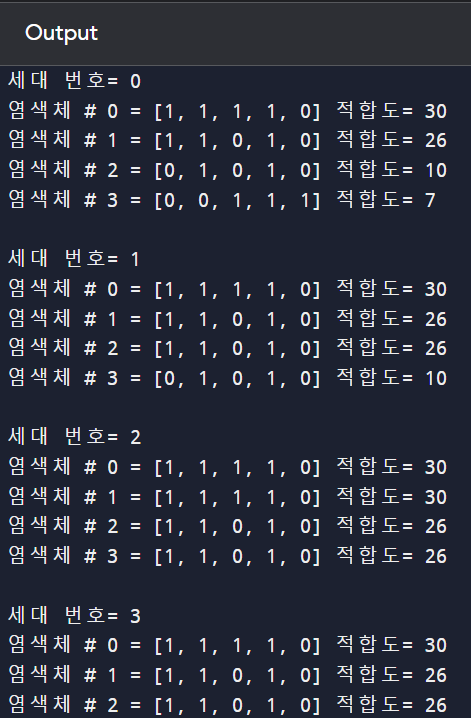 Output
세대 번호= 0
염색체 # 0 = [1, 1, 1, 1, 0] 적합도= 30
염색체 # 1 = [1, 1, 0, 1, 0] 적합도= 26
염색체 # 2 = [0, 1, 0, 1, 0] 적합도= 10
염색체 # 3 = [0, 0, 1, 1, 1] 적합도= 7
세대 번호= 1
염색체 # 0 = [1, 1, 1, 1, 0] 적합도= 30
염색체 # 1 = [1, 1, 0, 1, 0] 적합도= 26
염색체 # 2 = [1, 1, 0, 1, 0] 적합도= 26
염색체 # 3 = [0, 1, 0, 1, 0] 적합도= 10
세대 번호= 2
염색체 # 0 = [1, 1, 1, 1, 0] 적합도= 30
염색체 # 1 = [1, 1, 1, 1, 0] 적합도= 30
염색체 # 2 = [1, 1, 0, 1, 0] 적합도= 26
염색체 # 3 = [1, 1, 0, 1, 0] 적합도= 26
세대 번호= 3
염색체 # 0 = [1, 1, 1, 1, 0] 적합도= 30
염색체 # 1 = [1, 1, 0, 1, 0] 적합도= 26
염색체 # 2 = [1, 1, 0, 1, 0] 적합도= 26